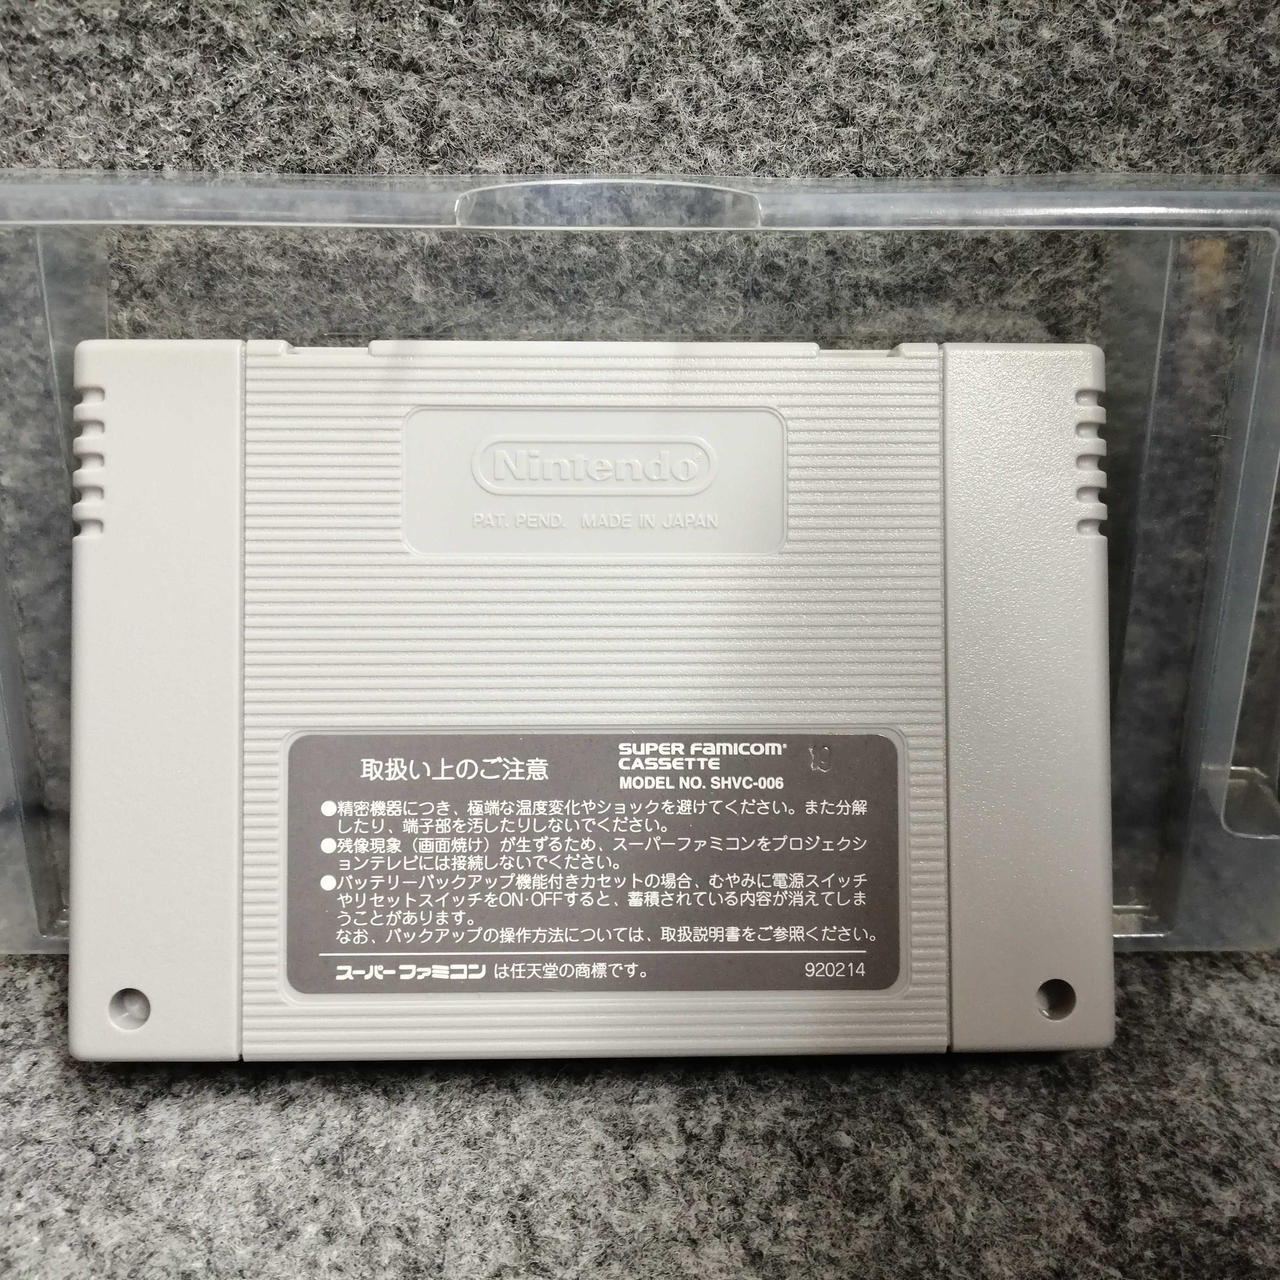 Nintendo
PAT. PEND. MADE IN JAPAN
取扱い上のご注意
SUPER FAMICOM
CASSETTE
MODEL NO. SHVC-006
19
●精密機器につき、極端な温度変化やショックを避けてください。また分解
したり、端子部を汚したりしないでください。
●残像現象（画面焼け）が生ずるため、スーパーファミコンをプロジェクシ
ョンテレビには接続しないでください。
●バッテリーバックアップ機能付きカセットの場合、むやみに電源スイッチ
やリセットスイッチをON・OFFすると、蓄積されている内容が消えてしま
うことがあります。
なお、バックアップの操作方法については、取扱説明書をご参照ください。
スーパーファミコン は任天堂の商標です。
920214